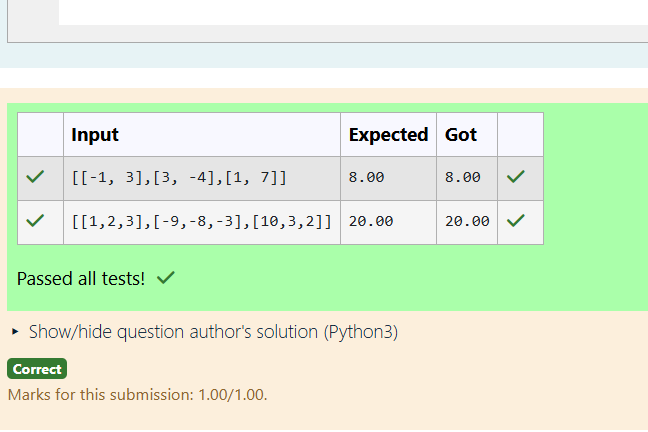 Input Expected Got
[[-1, 3],[3, -4],[1, 7]] 8.00 8.00
[[1,2,3],[-9,-8,-3],[10,3,2]] 20.00 20.00
Passed all tests!
Show/hide question author's solution (Python3)
Correct
Marks for this submission: 1.00/1.00.